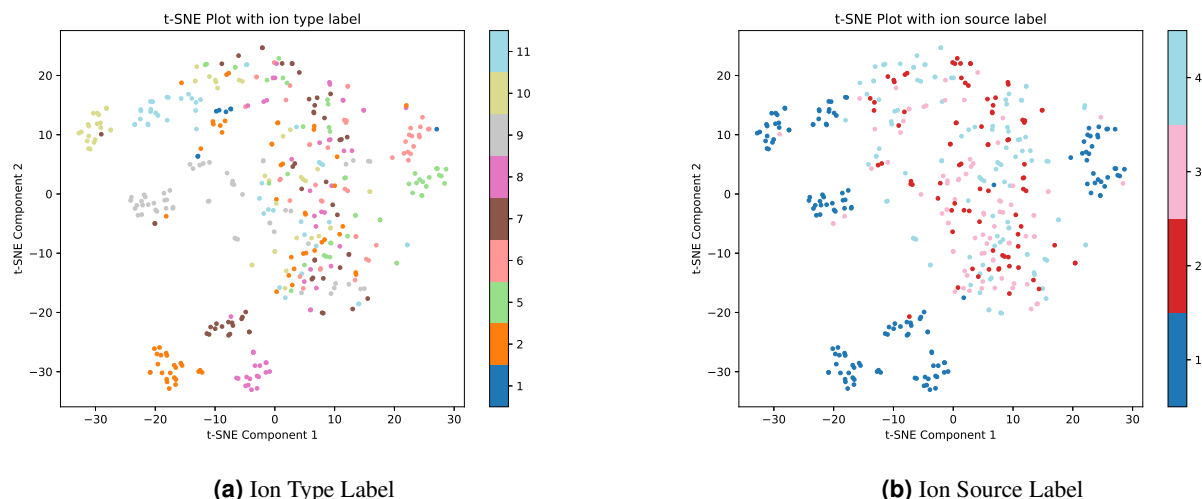 t-SNE Plot with ion type label
t-SNE Component 2
20
10
0
−10
−20
−30
−30 −20 −10 0 10 20 30
t-SNE Component 1
11
10
9
8
7
6
5
2
1
(a) Ion Type Label
t-SNE Plot with ion source label
t-SNE Component 2
20
10
0
−10
−20
−30
−30 −20 −10 0 10 20 30
t-SNE Component 1
4
3
2
1
(b) Ion Source Label